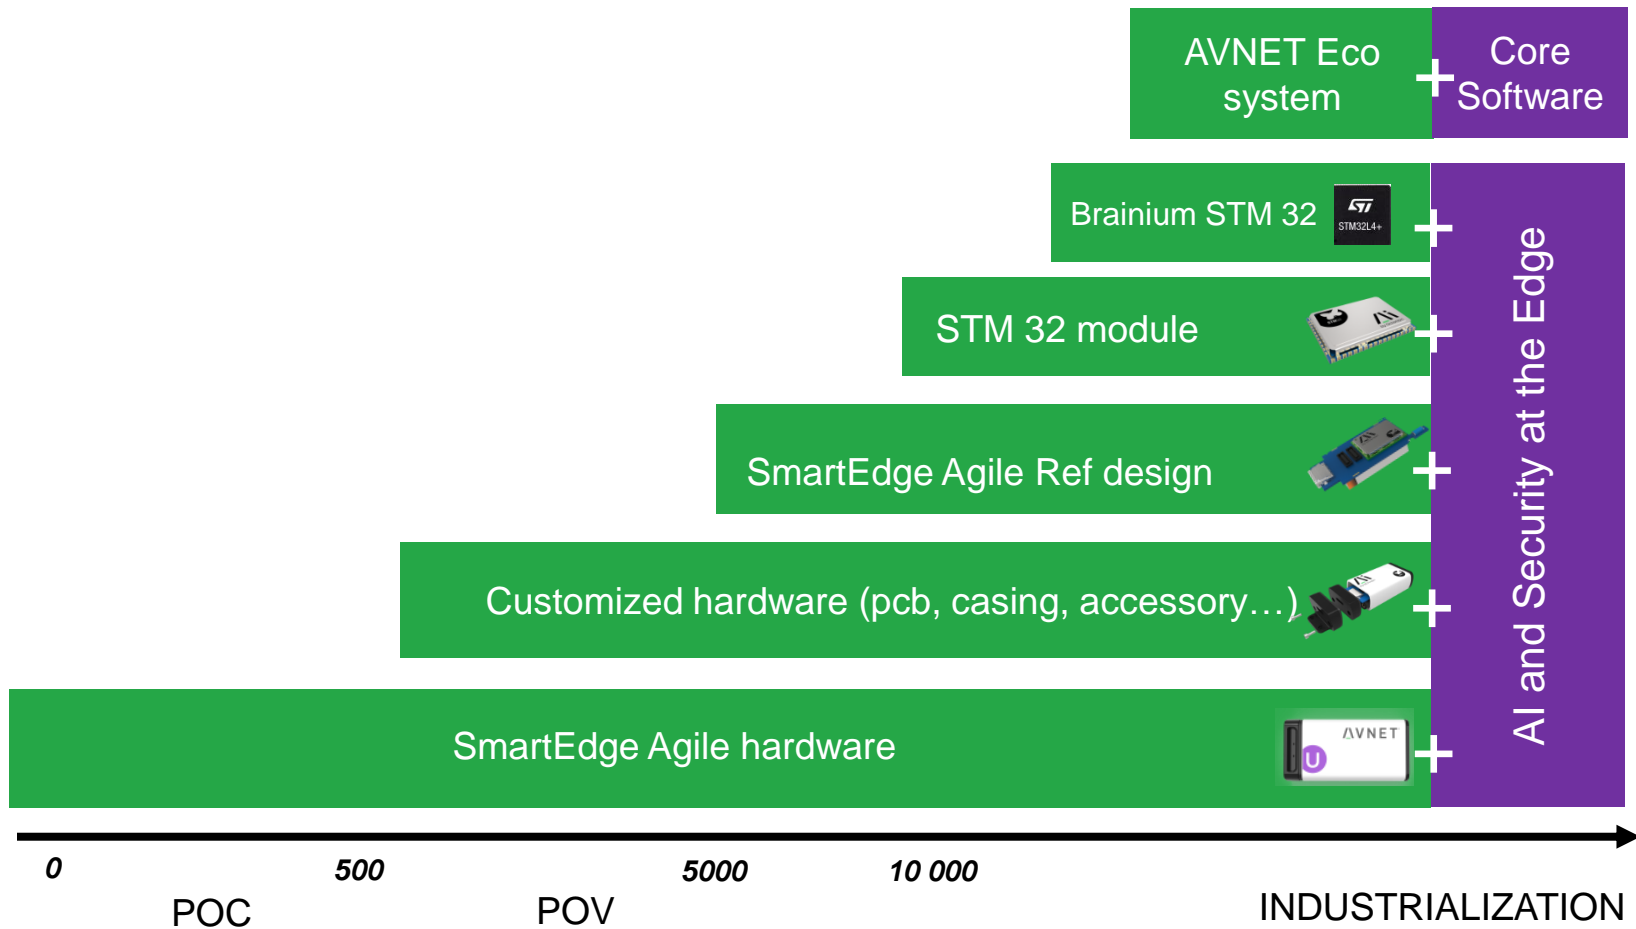 AVNET Eco
system
+
Core
Software
Brainium STM 32
ST
STM32L4+
+
STM 32 module
+
SmartEdge Agile Ref design
+
Customized hardware (pcb, casing, accessory…)
+
SmartEdge Agile hardware
AVNET
U
+
AI and Security at the Edge
0
500
5000
10 000
POC
POV
INDUSTRIALIZATION